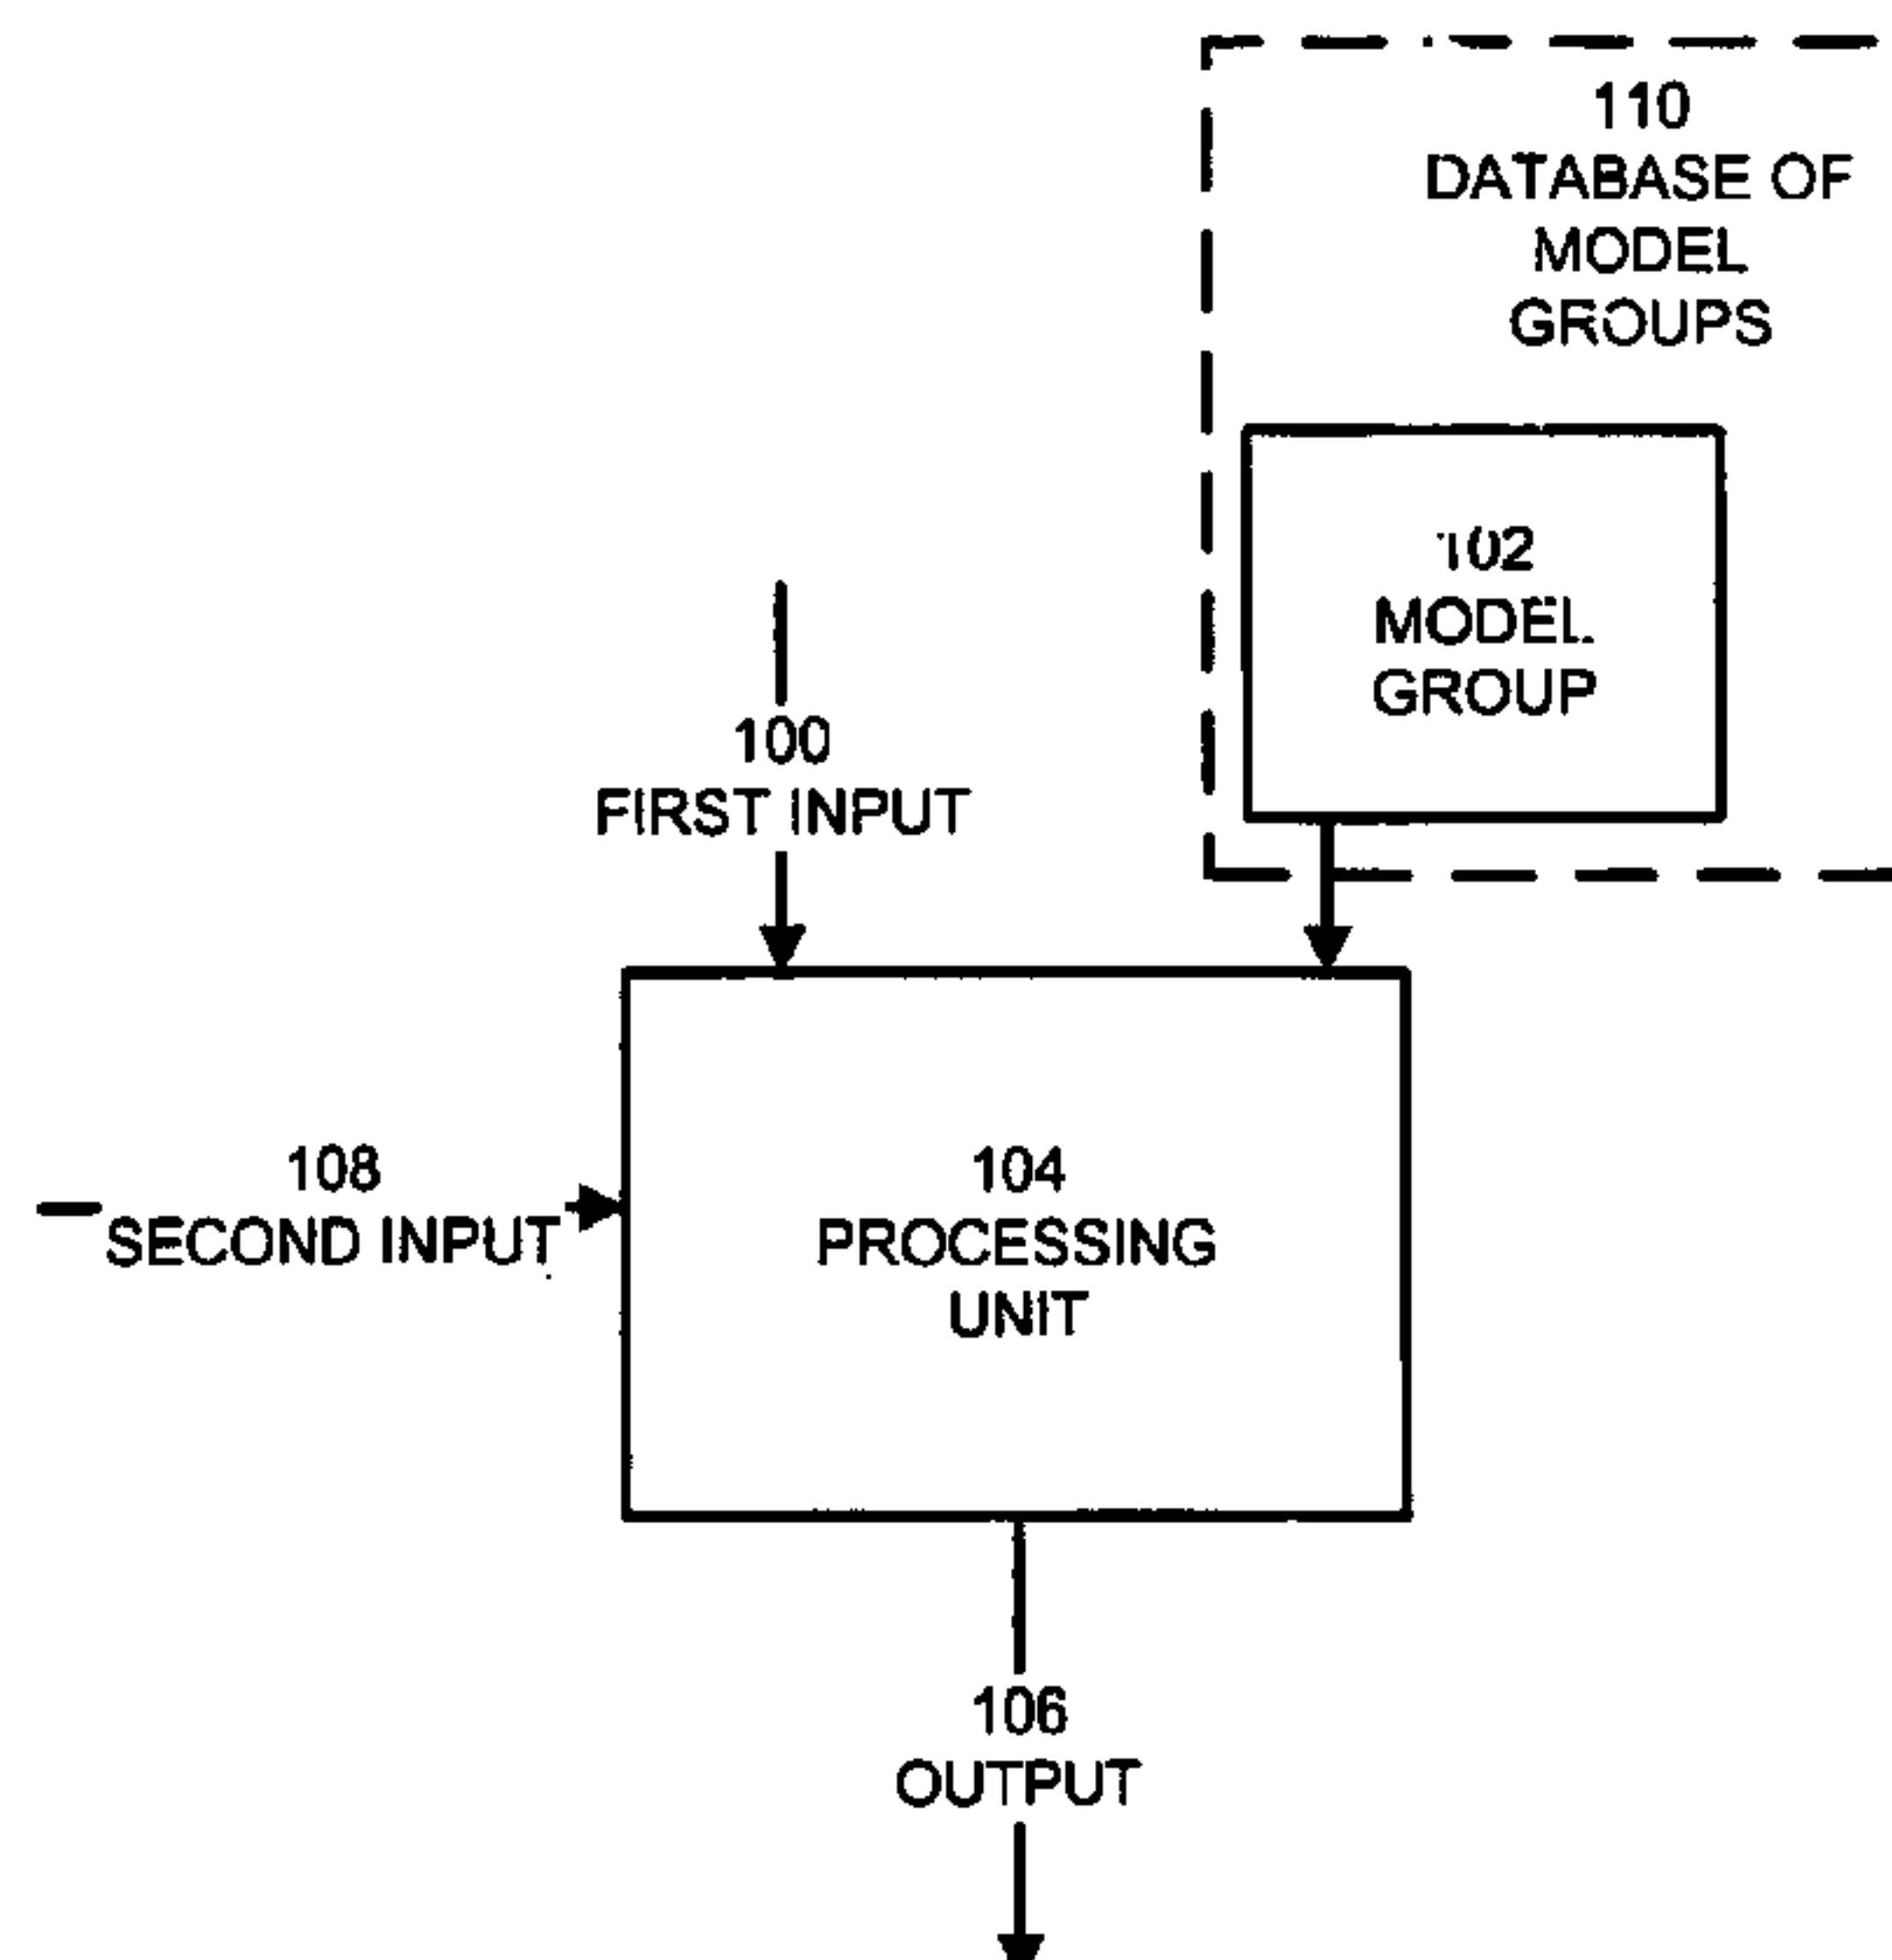 110
DATABASE OF
MODEL
GROUPS
102
MODEL
GROUP
100
FIRST INPUT
108
SECOND INPUT
104
PROCESSING
UNIT
106
OUTPUT